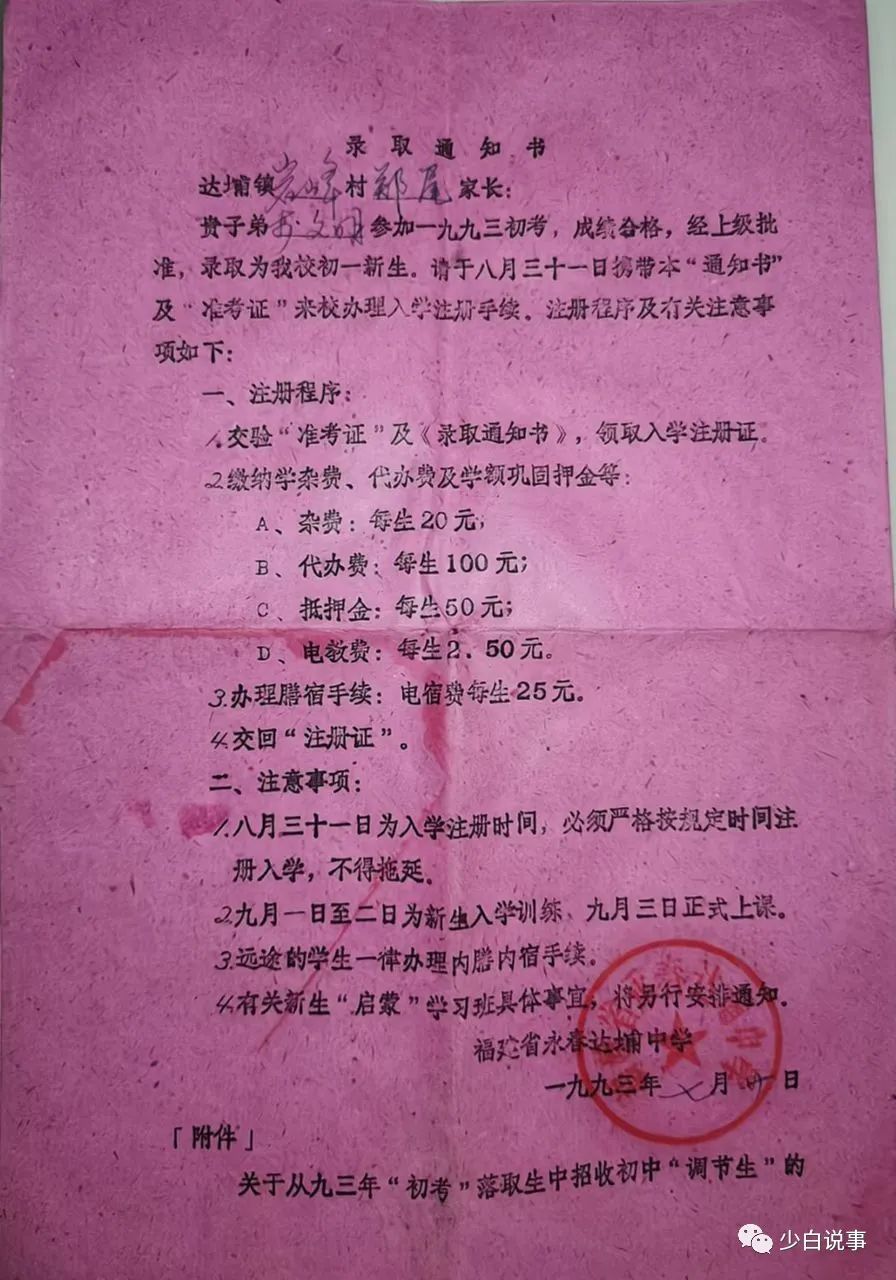 录取通知书
达埔镇岩峰村郑尾家长:
贵子弟文明参加一九九三初考，成绩合格，经上级批
准，录取为我校初一新生。请于八月三十一日携带本“通知书”
及“准考证”来校办理入学注册手续。注册程序及有关注意事
项如下:
一、注册程序:
1.交验“准考证”及《录取通知书》，领取入学注册证。
2.缴纳学杂费、代办费及学额巩固押金等:
A、杂费: 每生20元;
B、代办费: 每生100元;
C、抵押金: 每生50元;
D、电教费: 每生2.50元。
3.办理膳宿手续: 电宿费每生25元。
4.交回“注册证”。
二、注意事项:
1.八月三十一日为入学注册时间，必须严格按规定时间注
册入学，不得拖延.
2.九月一日至二日为新生入学训练、九月三日正式上课。
3.远途的学生一律办理内膳内宿手续.
4.有关新生“启蒙”学习班具体事宜，将另行安排通知。
福建省永春达埔中学
一九九三年七月廿日
「附件」
关于从九三年“初考”落取生中招收初中“调节生”的
少白说事